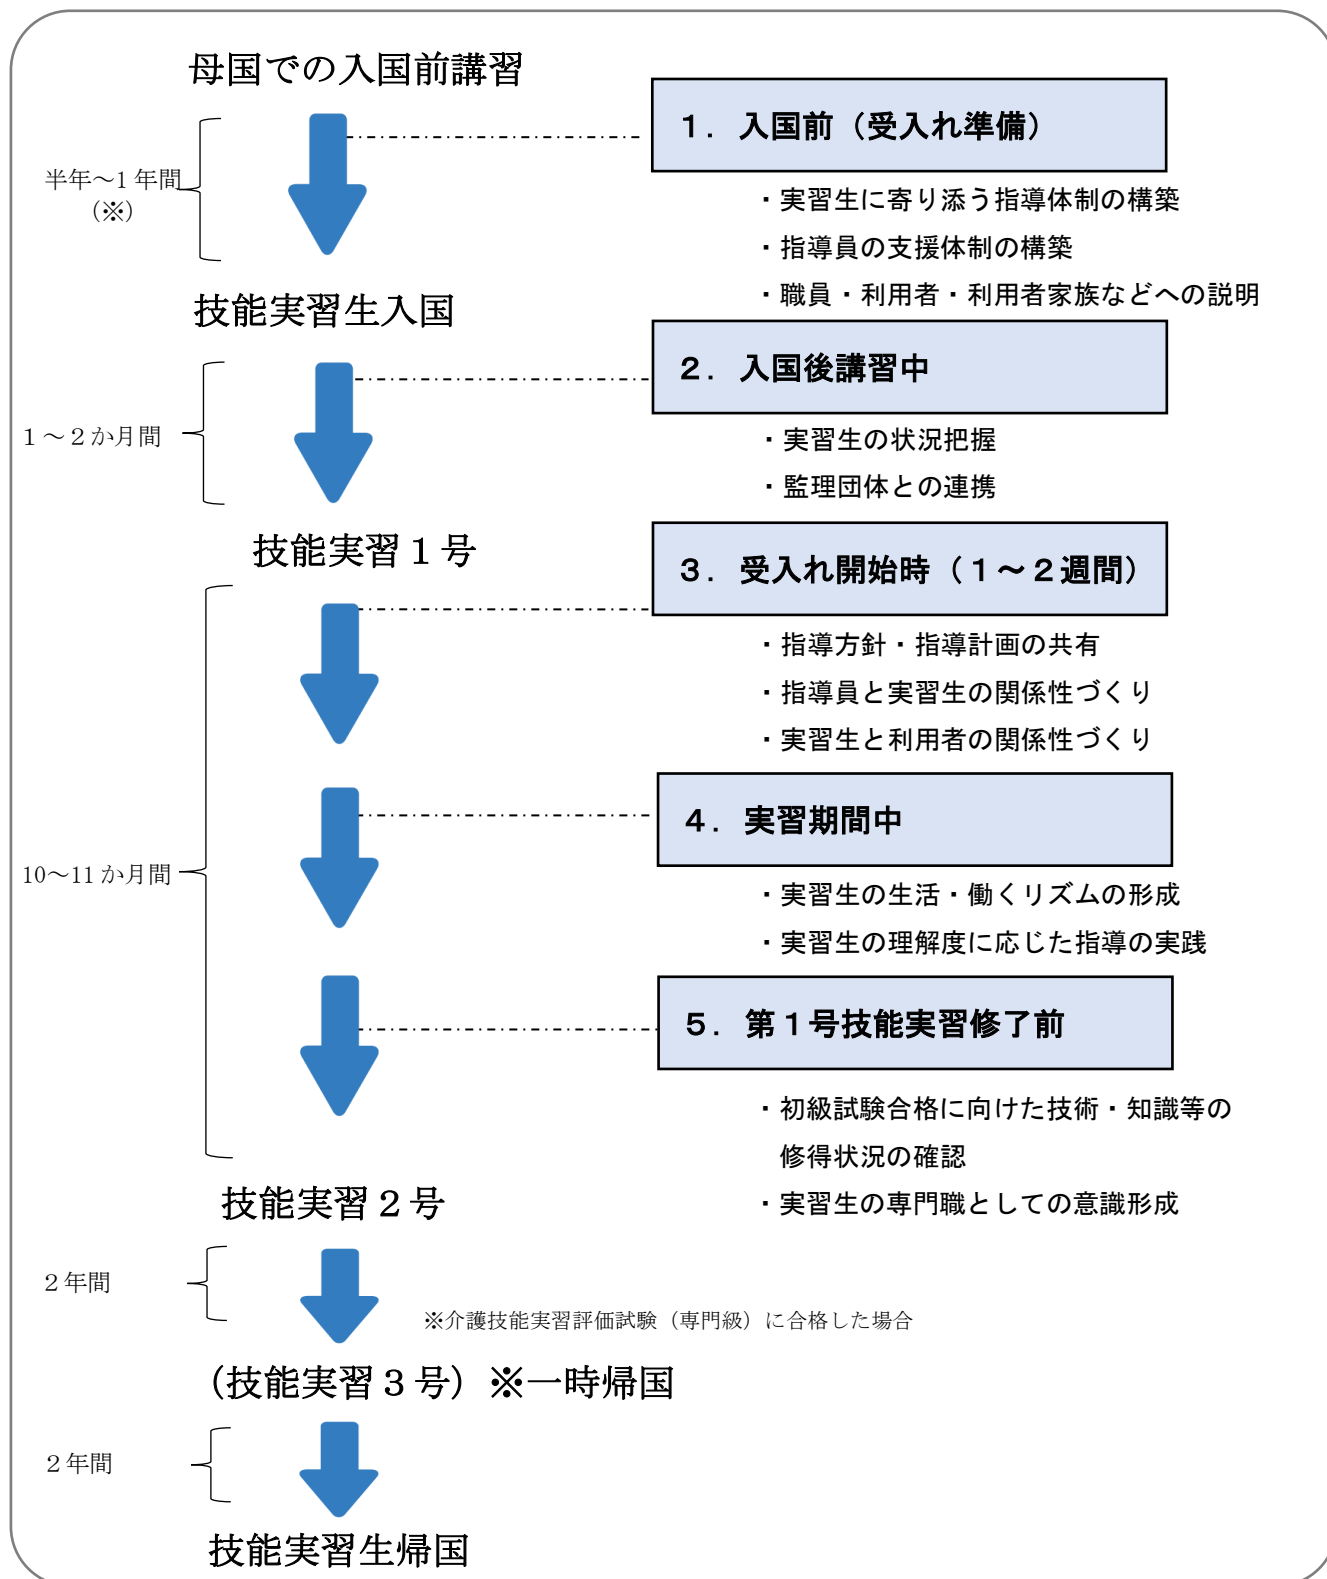 母国での入国前講習
１．入国前（受入れ準備）
半年～1 年間
（※）
・実習生に寄り添う指導体制の構築
・指導員の支援体制の構築
・職員・利用者・利用者家族などへの説明
技能実習生入国
２．入国後講習中
１～２か月間
・実習生の状況把握
・監理団体との連携
技能実習１号
３．受入れ開始時（１～２週間）
・指導方針・指導計画の共有
・指導員と実習生の関係性づくり
・実習生と利用者の関係性づくり
４．実習期間中
10～11 か月間
・実習生の生活・働くリズムの形成
・実習生の理解度に応じた指導の実践
５．第１号技能実習修了前
・初級試験合格に向けた技術・知識等の
修得状況の確認
・実習生の専門職としての意識形成
技能実習２号
２年間
※介護技能実習評価試験（専門級）に合格した場合
（技能実習３号）※一時帰国
２年間
技能実習生帰国